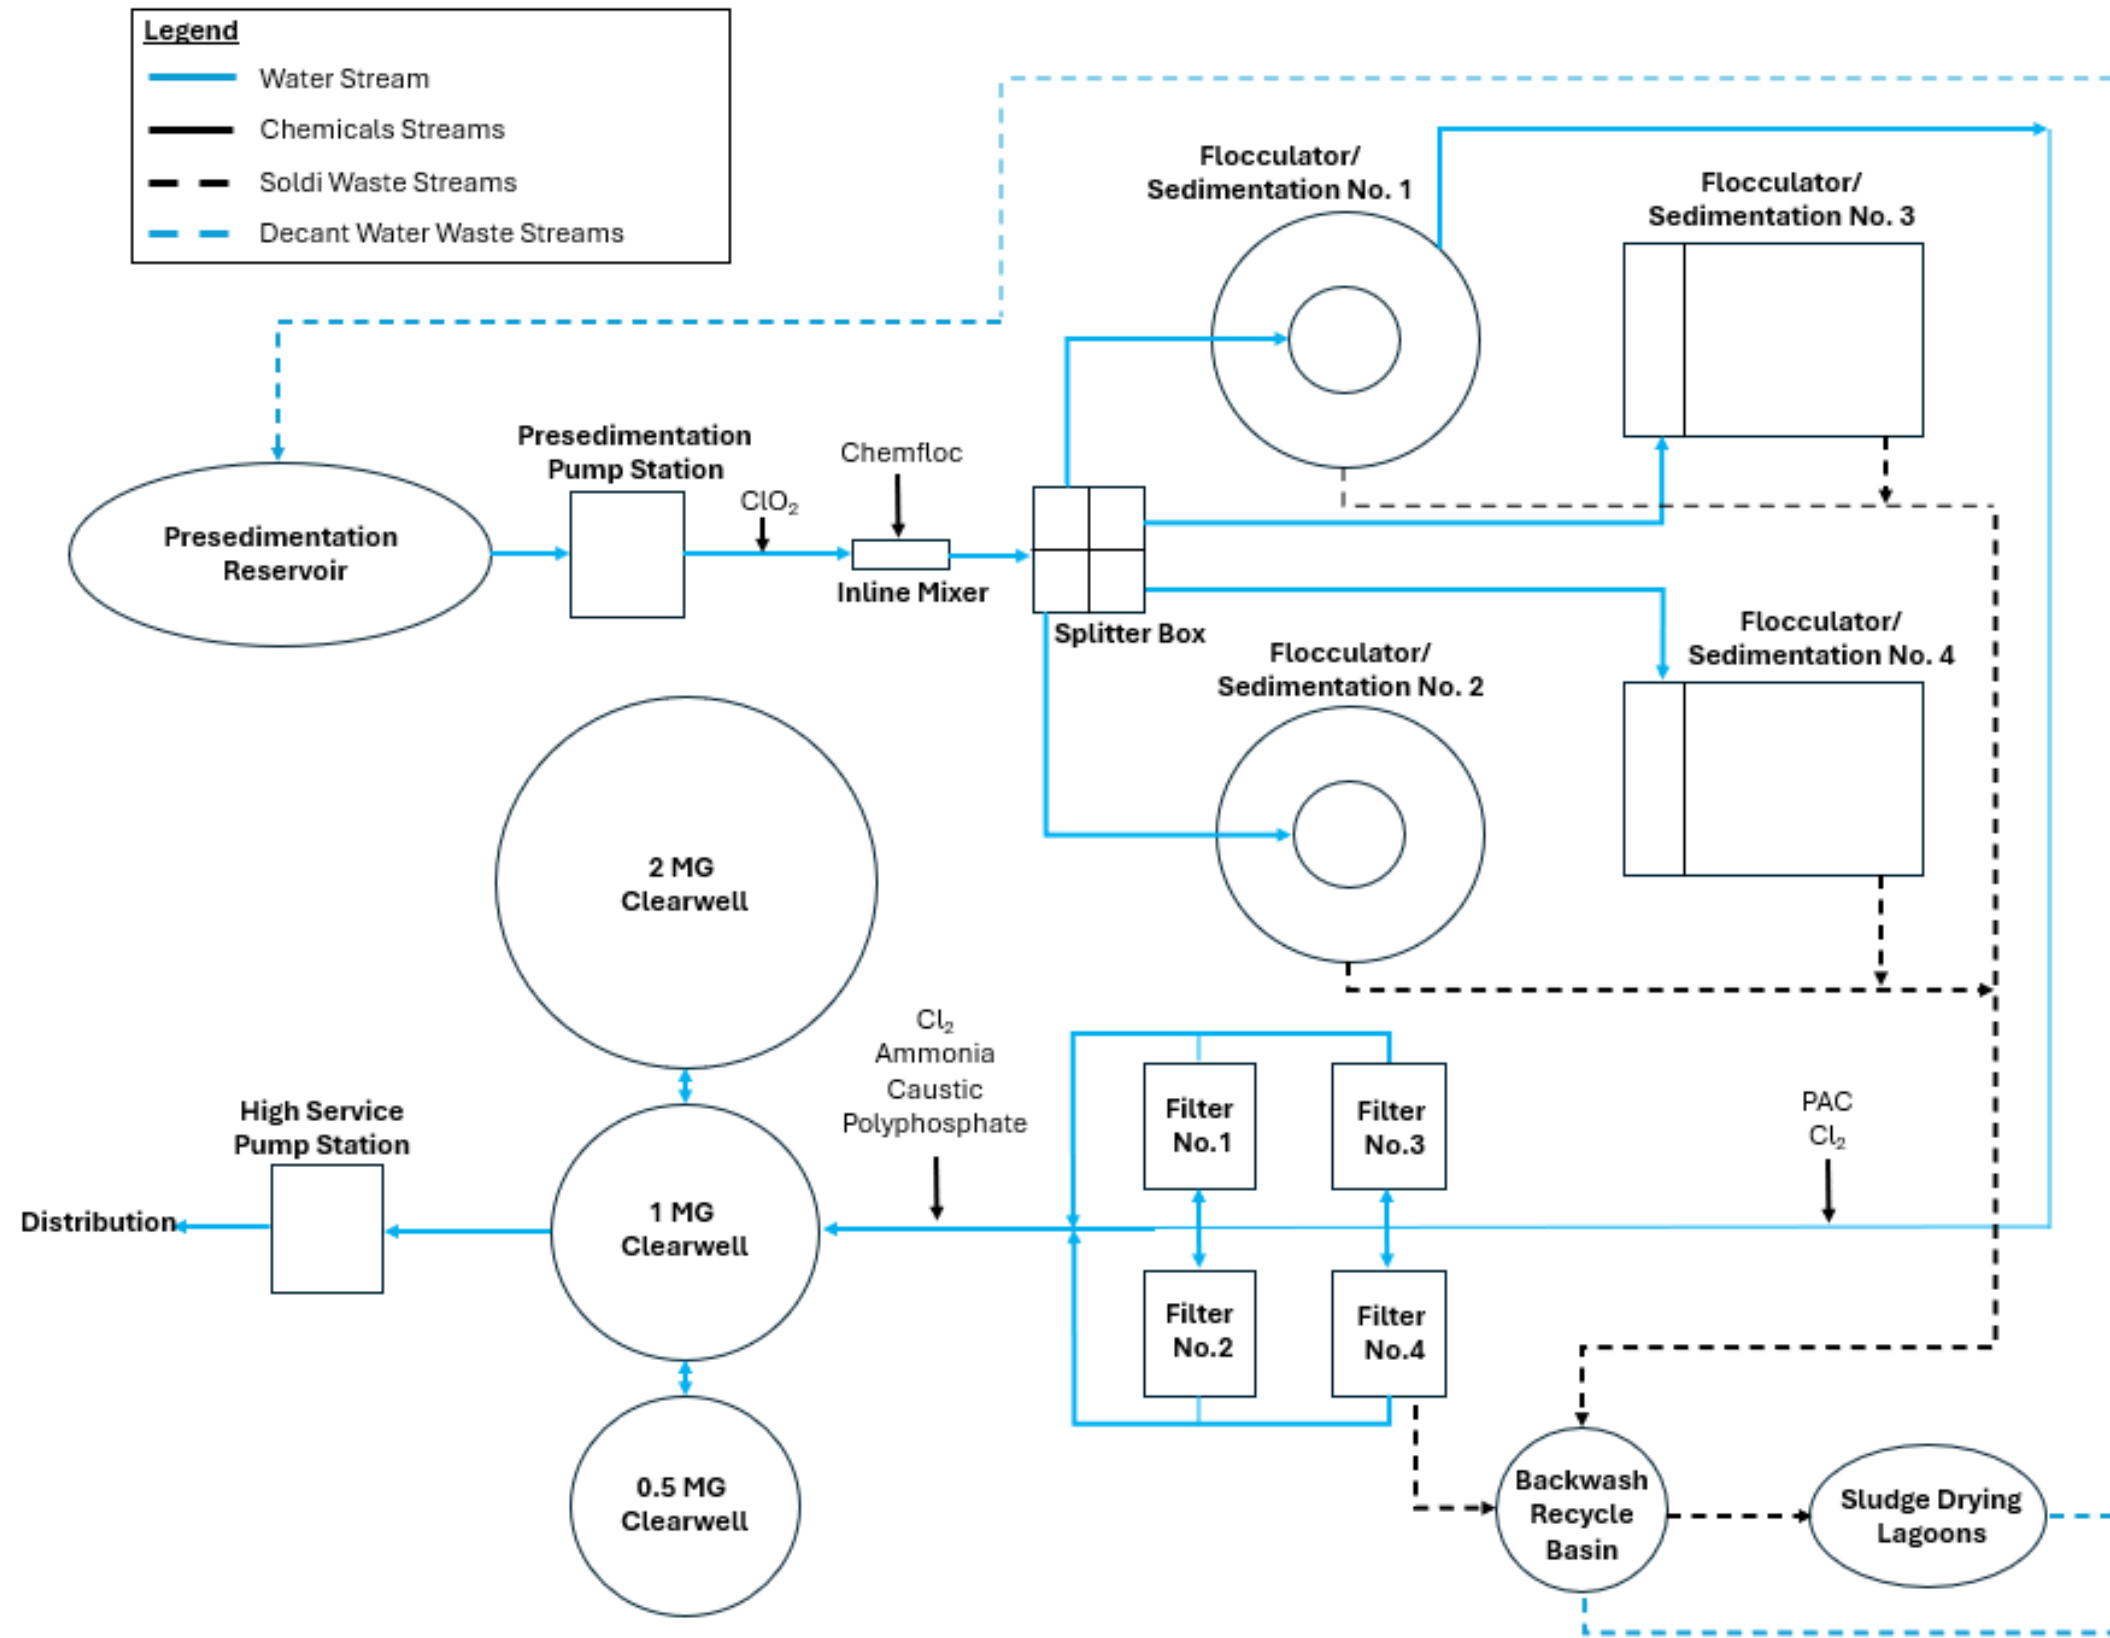 Legend
Water Stream
Chemicals Streams
Soldi Waste Streams
Decant Water Waste Streams
Flocculator/
Sedimentation No. 1
Flocculator/
Sedimentation No. 3
Presedimentation
Pump Station
Chemfloc
ClO₂
Presedimentation
Reservoir
Inline Mixer
Splitter Box
Flocculator/
Sedimentation No. 2
Flocculator/
Sedimentation No. 4
2 MG
Clearwell
Cl₂
Ammonia
Caustic
Polyphosphate
High Service
Pump Station
Filter
No.1
Filter
No.3
PAC
Cl₂
Distribution
1 MG
Clearwell
Filter
No.2
Filter
No.4
0.5 MG
Clearwell
Backwash
Recycle
Basin
Sludge Drying
Lagoons